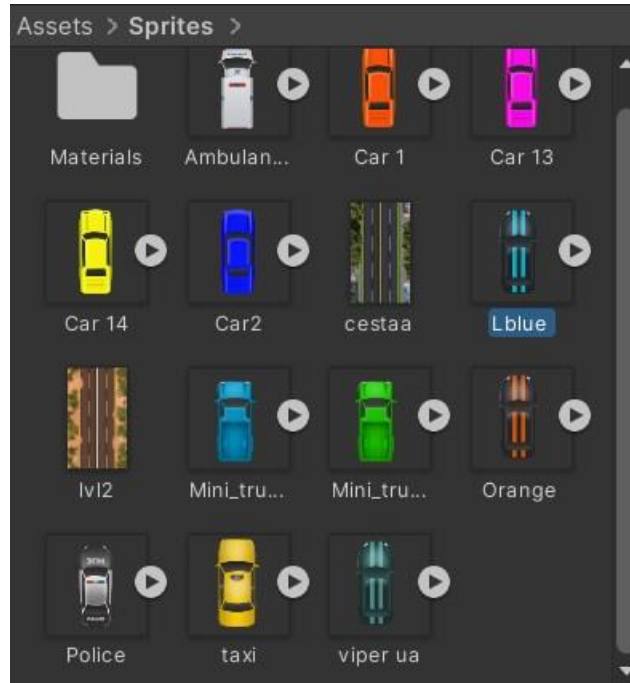 Assets > Sprites >
Materials
Ambulan...
Car 1
Car 13
Car 14
Car2
cestaa
Lblue
lvl2
Mini_tru...
Mini_tru...
Orange
Police
taxi
viper ua